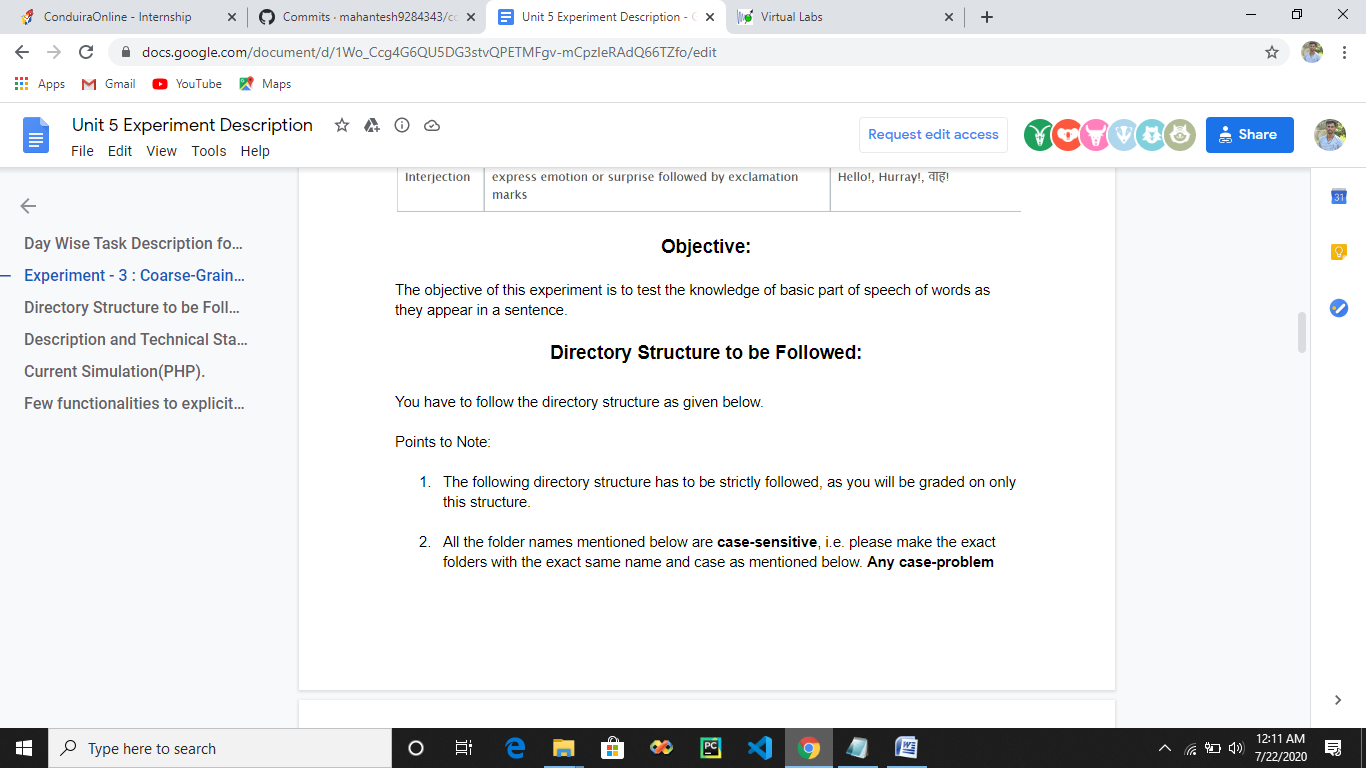 ConduiraOnline - Internship
Commits · mahantesh9284343/cc
Unit 5 Experiment Description - G
Virtual Labs
docs.google.com/document/d/1Wo_Ccg4G6QU5DG3stvQPETMFgv-mCpzleRAdQ66TZfo/edit
Apps
Gmail
YouTube
Maps
Unit 5 Experiment Description
File Edit View Tools Help
Request edit access
Share
Day Wise Task Description fo...
Experiment - 3 : Coarse-Grain...
Directory Structure to be Foll...
Description and Technical Sta...
Current Simulation(PHP).
Few functionalities to explicit...
Interjection
express emotion or surprise followed by exclamation
marks
Hello!, Hurray!, वाह!
Objective:
The objective of this experiment is to test the knowledge of basic part of speech of words as
they appear in a sentence.
Directory Structure to be Followed:
You have to follow the directory structure as given below.
Points to Note:
1. The following directory structure has to be strictly followed, as you will be graded on only
this structure.
2. All the folder names mentioned below are case-sensitive, i.e. please make the exact
folders with the exact same name and case as mentioned below. Any case-problem
31
Type here to search
PC
12:11 AM
7/22/2020